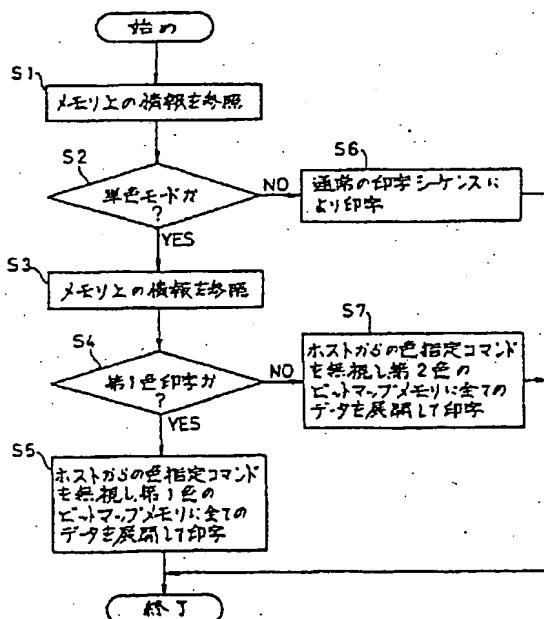 始め
S1
メモリ上の情報を参照
S2
単色モードか
?
NO
YES
S6
通常の印字シーケンスに
より印字
S3
メモリ上の情報を参照
S4
第1色印字か
?
NO
YES
S7
ホストからの色指定コマンド
を無視し第2色の
ビットマップメモリに全ての
データを展開して印字
S5
ホストからの色指定コマンド
を無視し第1色の
ビットマップメモリに全ての
データを展開して印字
終了